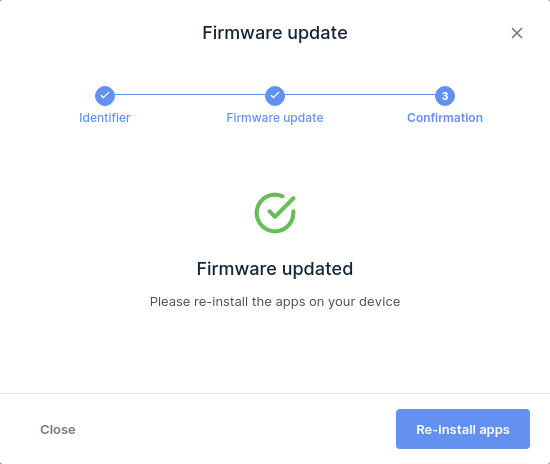 Firmware update
Identifier
Firmware update
3
Confirmation
Firmware updated
Please re-install the apps on your device
Close
Re-install apps